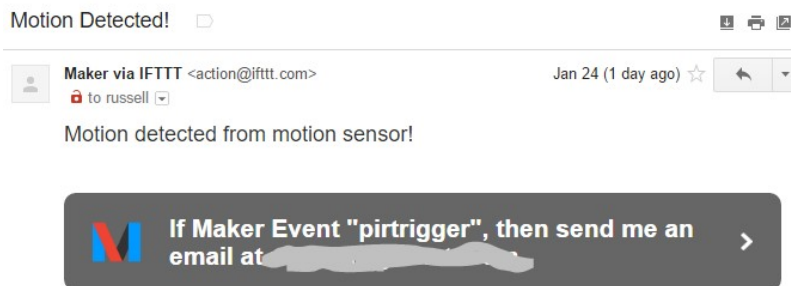 Motion Detected!
Maker via IFTTT <action@ifttt.com>
Jan 24 (1 day ago)
to russell
Motion detected from motion sensor!
If Maker Event "pirtrigger", then send me an
email at